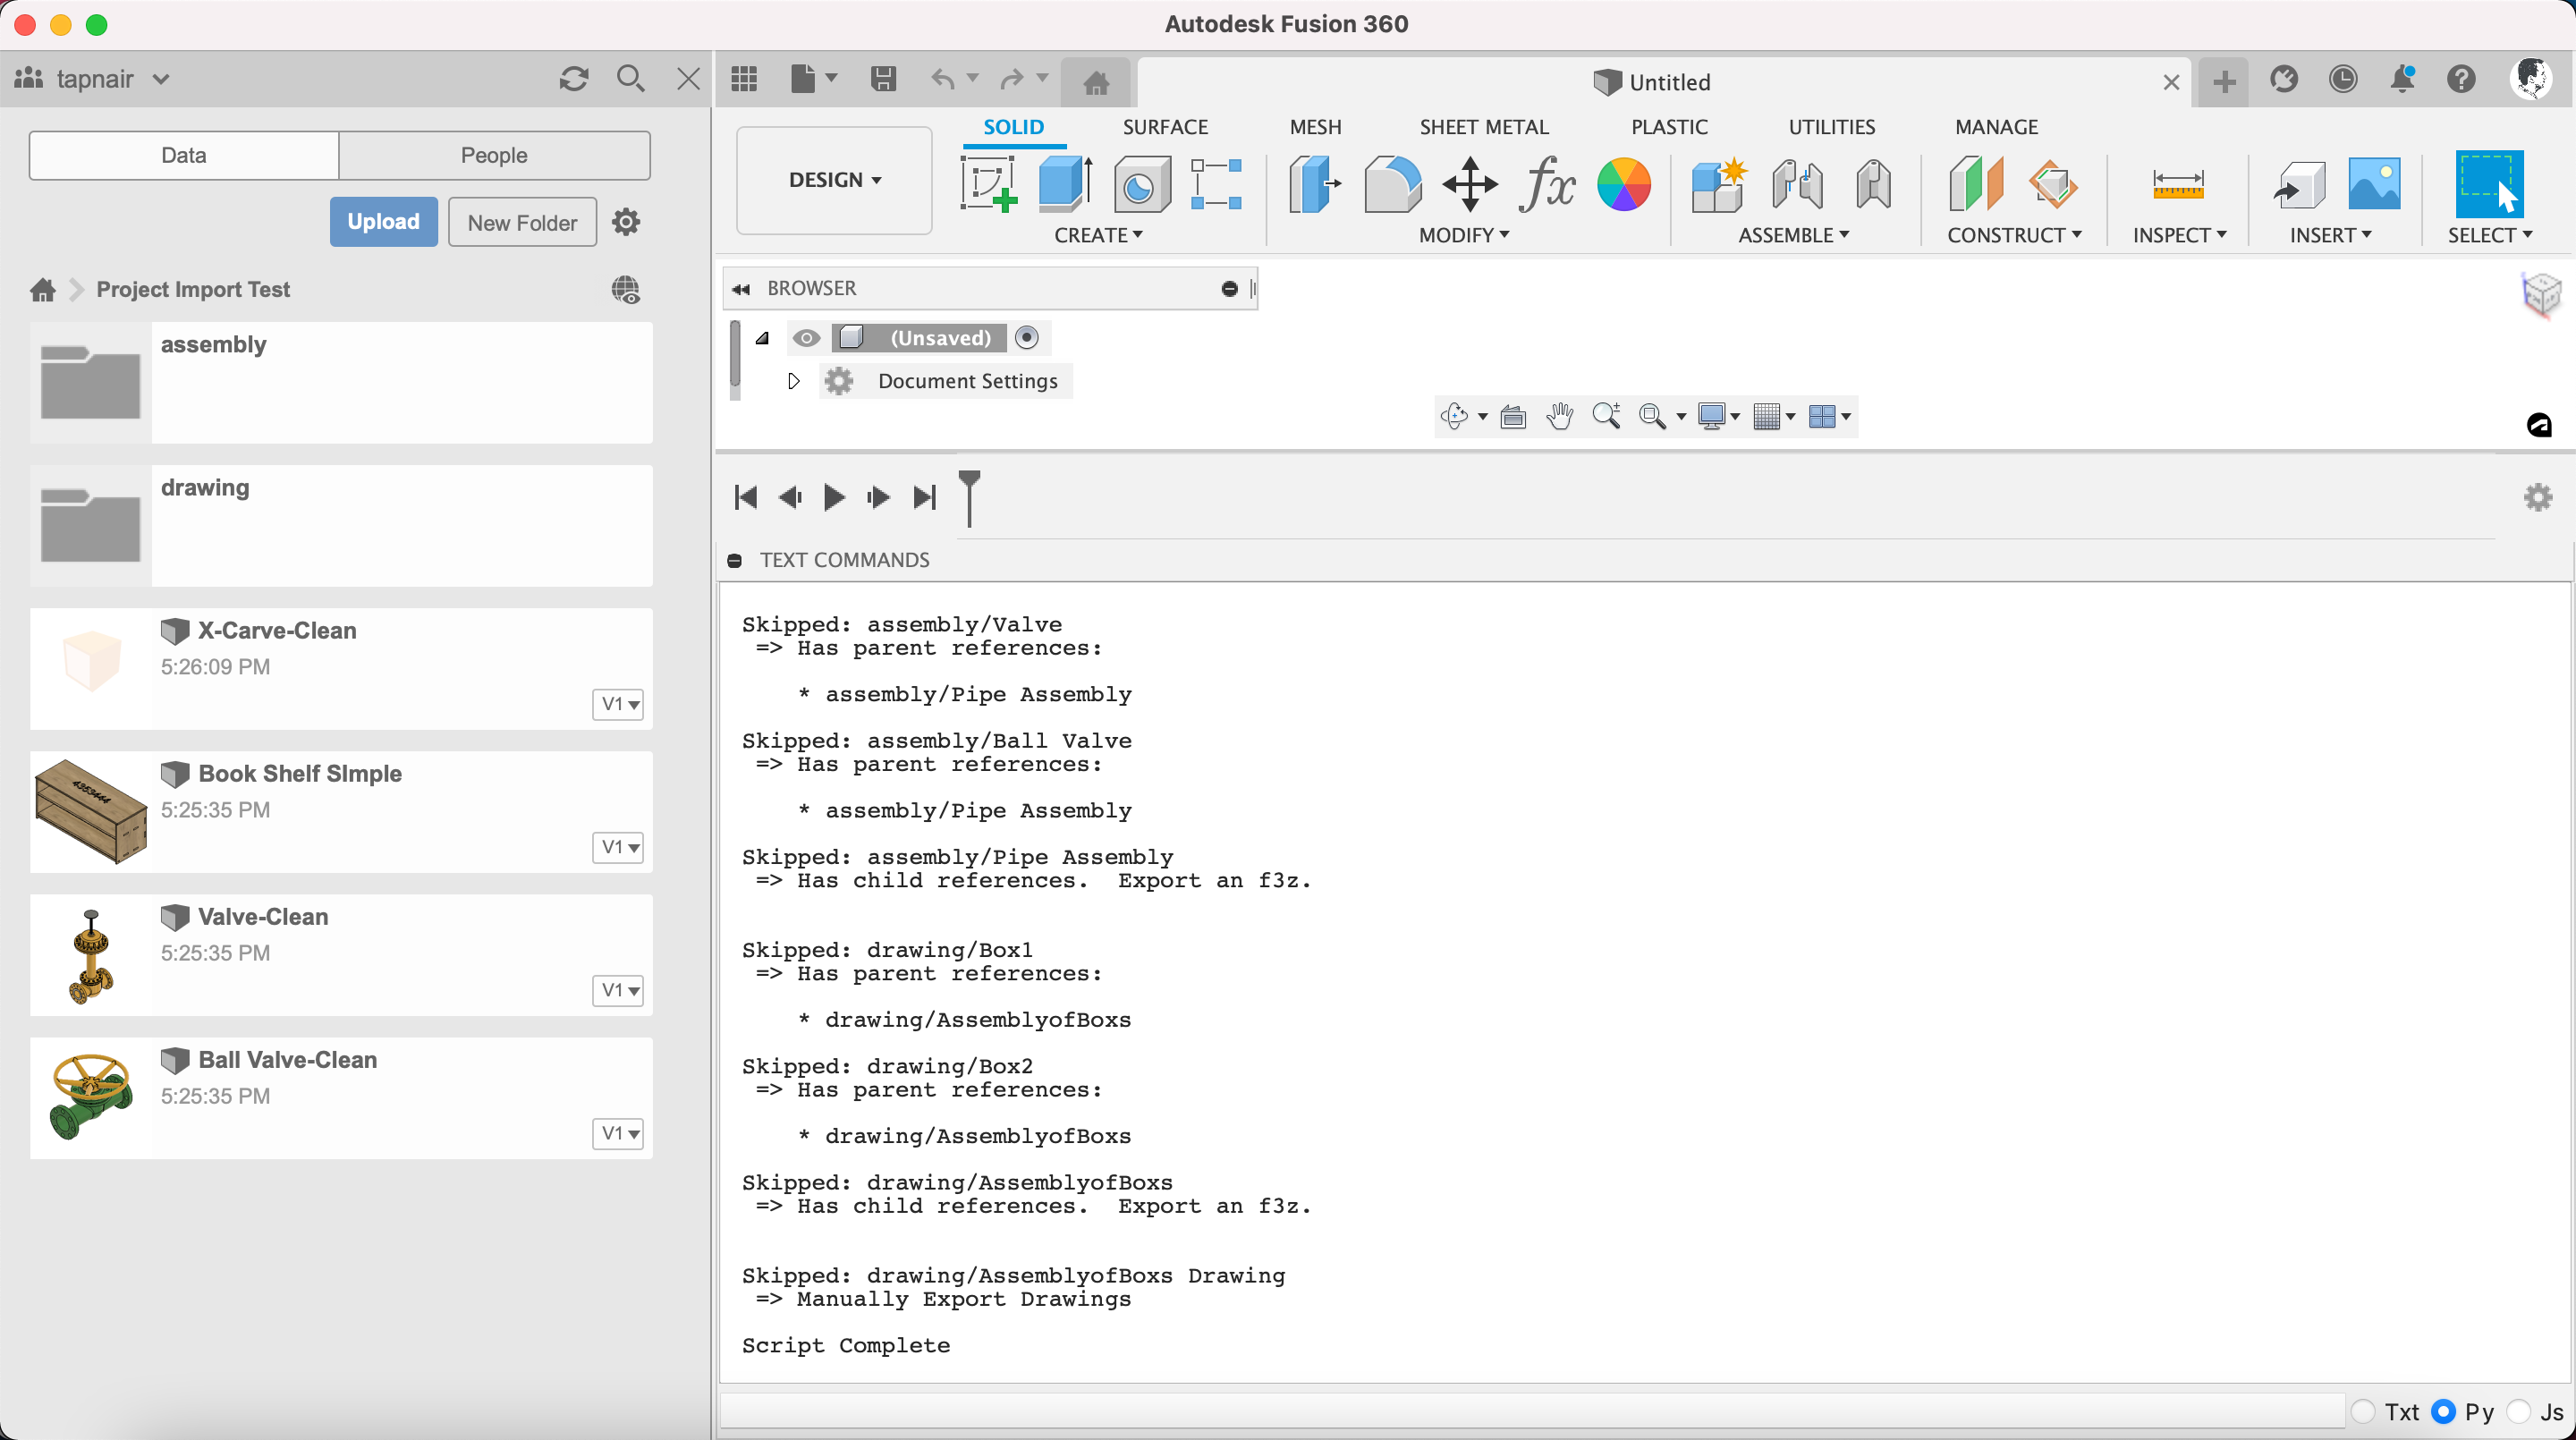 Autodesk Fusion 360
tapnair
Untitled
Data
People
Upload
New Folder
Project Import Test
assembly
drawing
X-Carve-Clean
5:26:09 PM
V1
Book Shelf SImple
5:25:35 PM
V1
4353444
Valve-Clean
5:25:35 PM
V1
Ball Valve-Clean
5:25:35 PM
V1
DESIGN
SOLID
SURFACE
MESH
SHEET METAL
PLASTIC
UTILITIES
MANAGE
fx
CREATE
MODIFY
ASSEMBLE
CONSTRUCT
INSPECT
INSERT
SELECT
BROWSER
(Unsaved)
Document Settings
TEXT COMMANDS
Skipped: assembly/Valve
=> Has parent references:
* assembly/Pipe Assembly
Skipped: assembly/Ball Valve
=> Has parent references:
* assembly/Pipe Assembly
Skipped: assembly/Pipe Assembly
=> Has child references.  Export an f3z.
Skipped: drawing/Box1
=> Has parent references:
* drawing/AssemblyofBoxs
Skipped: drawing/Box2
=> Has parent references:
* drawing/AssemblyofBoxs
Skipped: drawing/AssemblyofBoxs
=> Has child references.  Export an f3z.
Skipped: drawing/AssemblyofBoxs Drawing
=> Manually Export Drawings
Script Complete
Txt
Py
Js